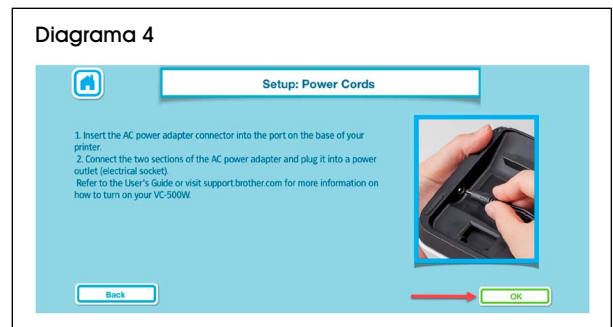 Diagrama 4
Setup: Power Cords
1. Insert the AC power adapter connector into the port on the base of your
printer.
2. Connect the two sections of the AC power adapter and plug it into a power
outlet (electrical socket).
Refer to the User's Guide or visit support.brother.com for more information on
how to turn on your VC-500W.
Back
OK